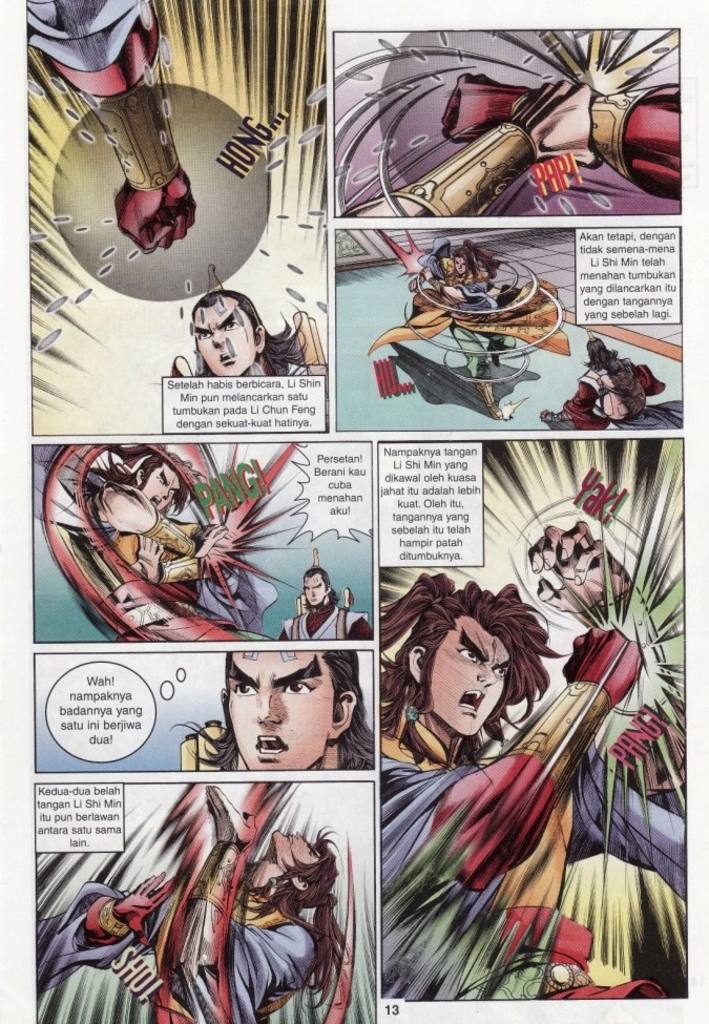 HONG...
Setelah habis berbicara, Li Shin
Min pun melancarkan satu
tumbukan pada Li Chun Feng
dengan sekuat-kuat hatinya.
PAP!
Akan tetapi, dengan
tidak semena-mena
Li Shi Min telah
menahan tumbukan
yang dilancarkan itu
dengan tangannya
yang sebelah lagi.
HU...
PANG!
Persetan!
Berani kau
cuba
menahan
aku!
Nampaknya tangan
Li Shi Min yang
dikawal oleh kuasa
jahat itu adalah lebih
kuat. Oleh itu,
tangannya yang
sebelah itu telah
hampir patah
ditumbuknya.
YAK!
PANG!
Wah!
nampaknya
badannya yang
satu ini berjiwa
dua!
Kedua-dua belah
tangan Li Shi Min
itu pun berlawan
antara satu sama
lain.
SHUI
13